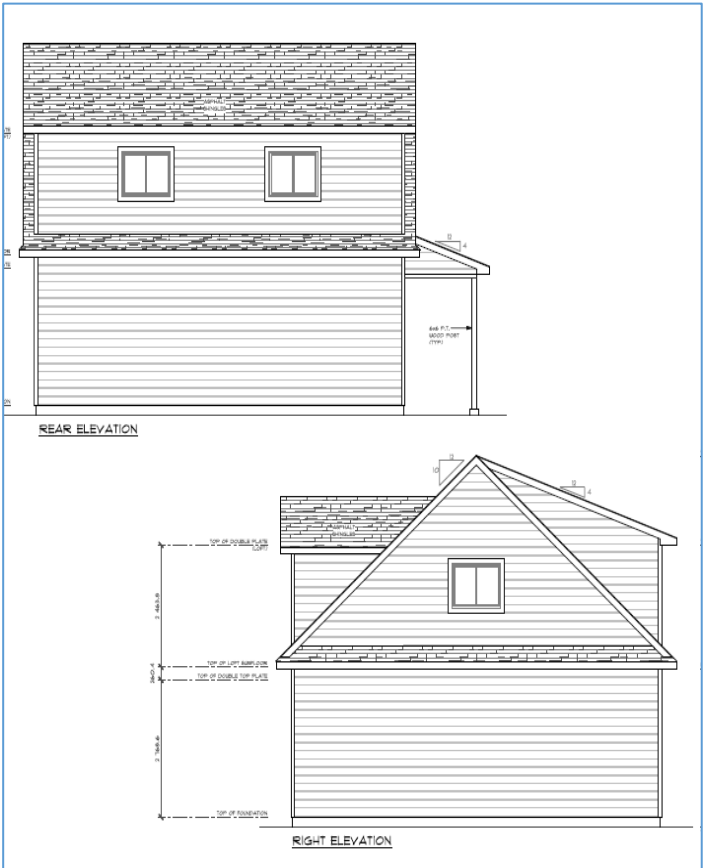 ASPHALT
SHINGLES
12
4
6x6 P.T.
WOOD POST
(TYP.)
REAR ELEVATION
12
10
12
4
ASPHALT
SHINGLES
TOP OF DOUBLE PLATE
(LOFT)
TOP OF LOFT SUBFLOOR
TOP OF DOUBLE TOP PLATE
TOP OF FOUNDATION
RIGHT ELEVATION